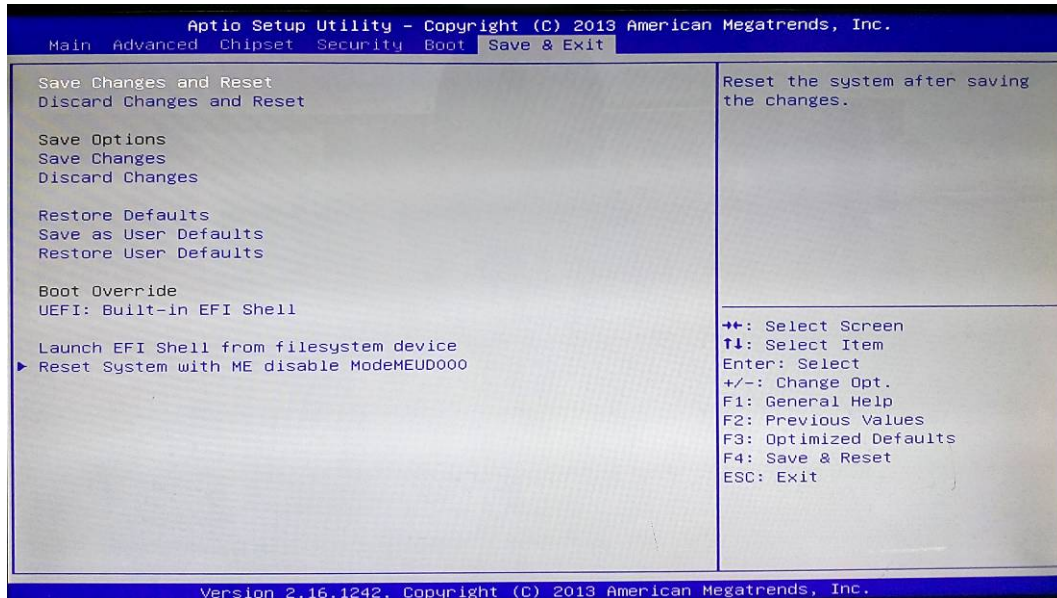 Aptio Setup Utility – Copyright (C) 2013 American Megatrends, Inc.
Main Advanced Chipset Security Boot Save & Exit
Save Changes and Reset
Discard Changes and Reset
Save Options
Save Changes
Discard Changes
Restore Defaults
Save as User Defaults
Restore User Defaults
Boot Override
UEFI: Built-in EFI Shell
Launch EFI Shell from filesystem device
► Reset System with ME disable ModeMEUD000
Reset the system after saving
the changes.
→←: Select Screen
↑↓: Select Item
Enter: Select
+/-: Change Opt.
F1: General Help
F2: Previous Values
F3: Optimized Defaults
F4: Save & Reset
ESC: Exit
Version 2.16.1242. Copyright (C) 2013 American Megatrends, Inc.